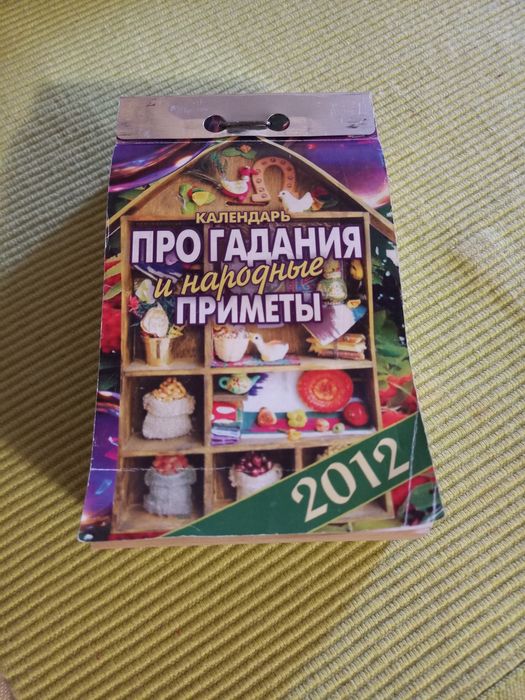 КАЛЕНДАРЬ
ПРО ГАДАНИЯ
и народные
ПРИМЕТЫ
2012